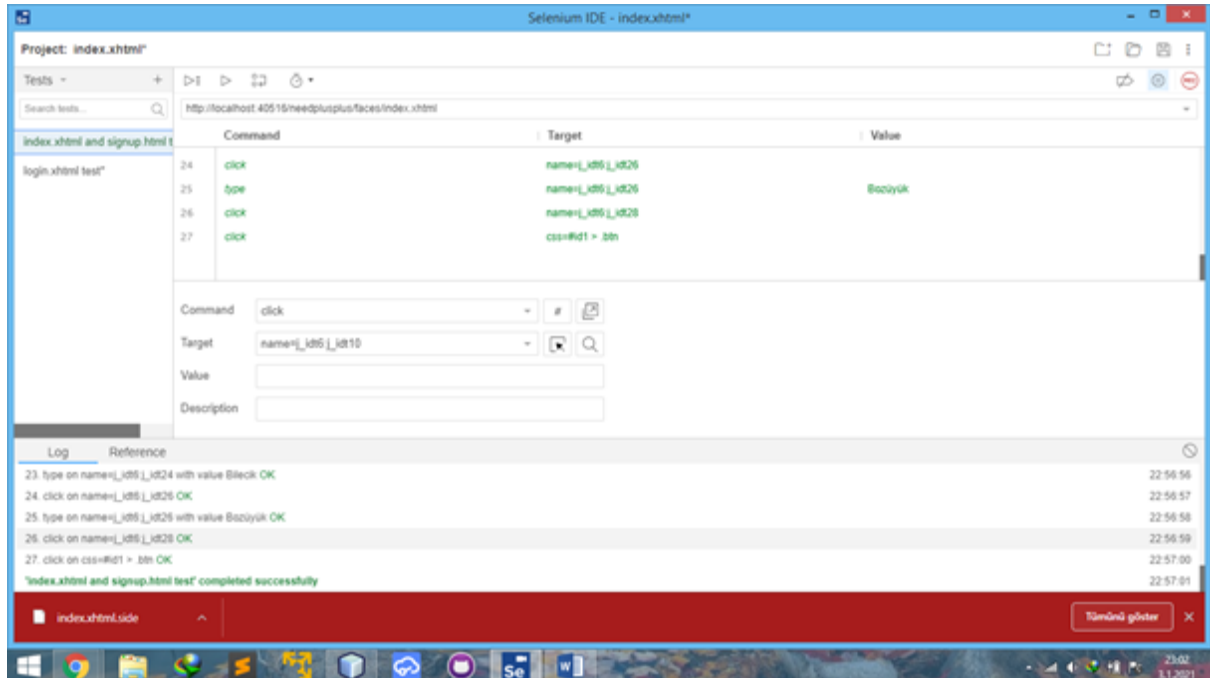 Se Selenium IDE - index.xhtml*
Project: index.xhtml*
Tests
Search tests...
http://localhost:40516/needplusplus/faces/index.xhtml
index.xhtml and signup.html t
login.xhtml test*
Command Target Value
24 click name=j_idt6:j_idt26
25 type name=j_idt6:j_idt26 Bozüyük
26 click name=j_idt6:j_idt28
27 click css=#id1 > .btn
Command click
Target name=j_idt6:j_idt10
Value
Description
Log Reference
23. type on name=j_idt6:j_idt24 with value Bilecik OK 22:56:56
24. click on name=j_idt6:j_idt26 OK 22:56:57
25. type on name=j_idt6:j_idt26 with value Bozüyük OK 22:56:58
26. click on name=j_idt6:j_idt28 OK 22:56:59
27. click on css=#id1 > .btn OK 22:57:00
'index.xhtml and signup.html test' completed successfully 22:57:01
index.xhtml.side Tümünü göster
Se W 23:02
3.1.2021